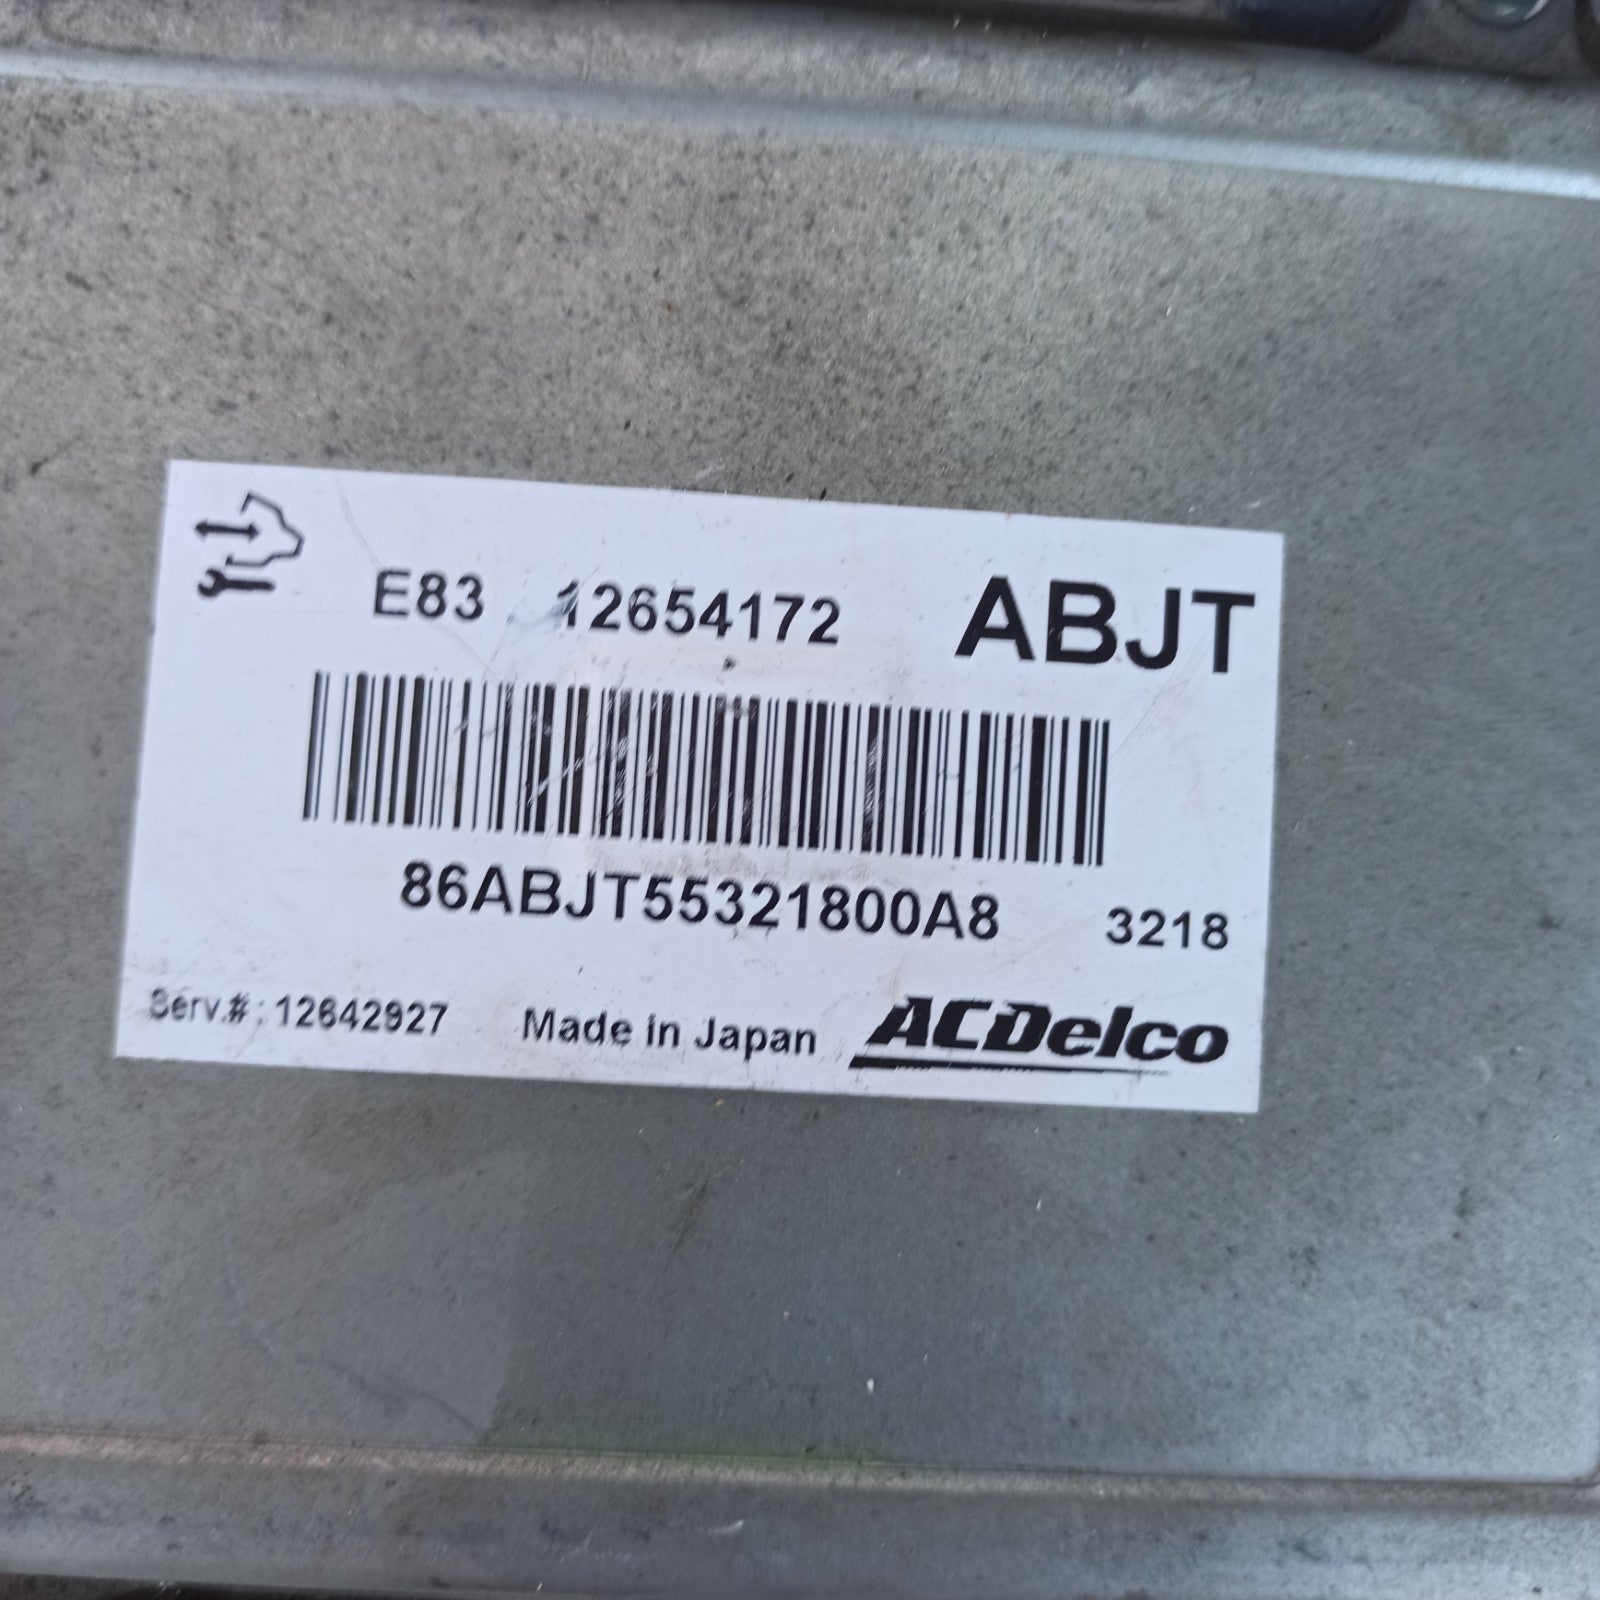 E83 12654172 ABJT
86ABJT55321800A8 3218
Serv.#: 12642927 Made in Japan ACDelco